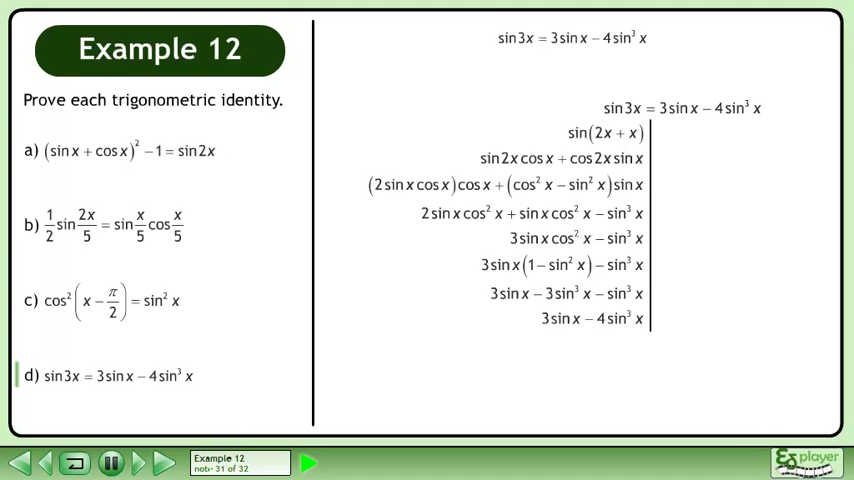 Example 12
Prove each trigonometric identity.
a) (sin x + cos x)² − 1 = sin 2x
b) 1/2 sin 2x/5 = sin x/5 cos x/5
c) cos² (x − π/2) = sin² x
d) sin 3x = 3 sin x − 4 sin³ x
sin 3x = 3 sin x − 4 sin³ x
sin 3x = 3 sin x − 4 sin³ x
sin(2x + x)
sin 2x cos x + cos 2x sin x
(2 sin x cos x) cos x + (cos² x − sin² x) sin x
2 sin x cos² x + sin x cos² x − sin³ x
3 sin x cos² x − sin³ x
3 sin x (1 − sin² x) − sin³ x
3 sin x − 3 sin³ x − sin³ x
3 sin x − 4 sin³ x
Example 12
note 31 of 32
player